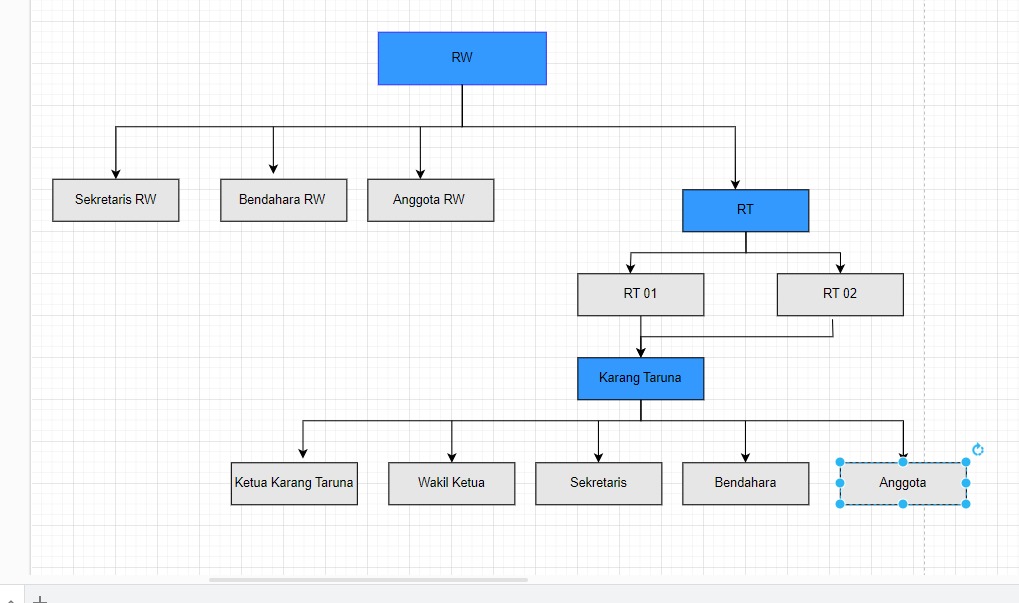 RW
Sekretaris RW
Bendahara RW
Anggota RW
RT
RT 01
RT 02
Karang Taruna
Ketua Karang Taruna
Wakil Ketua
Sekretaris
Bendahara
Anggota